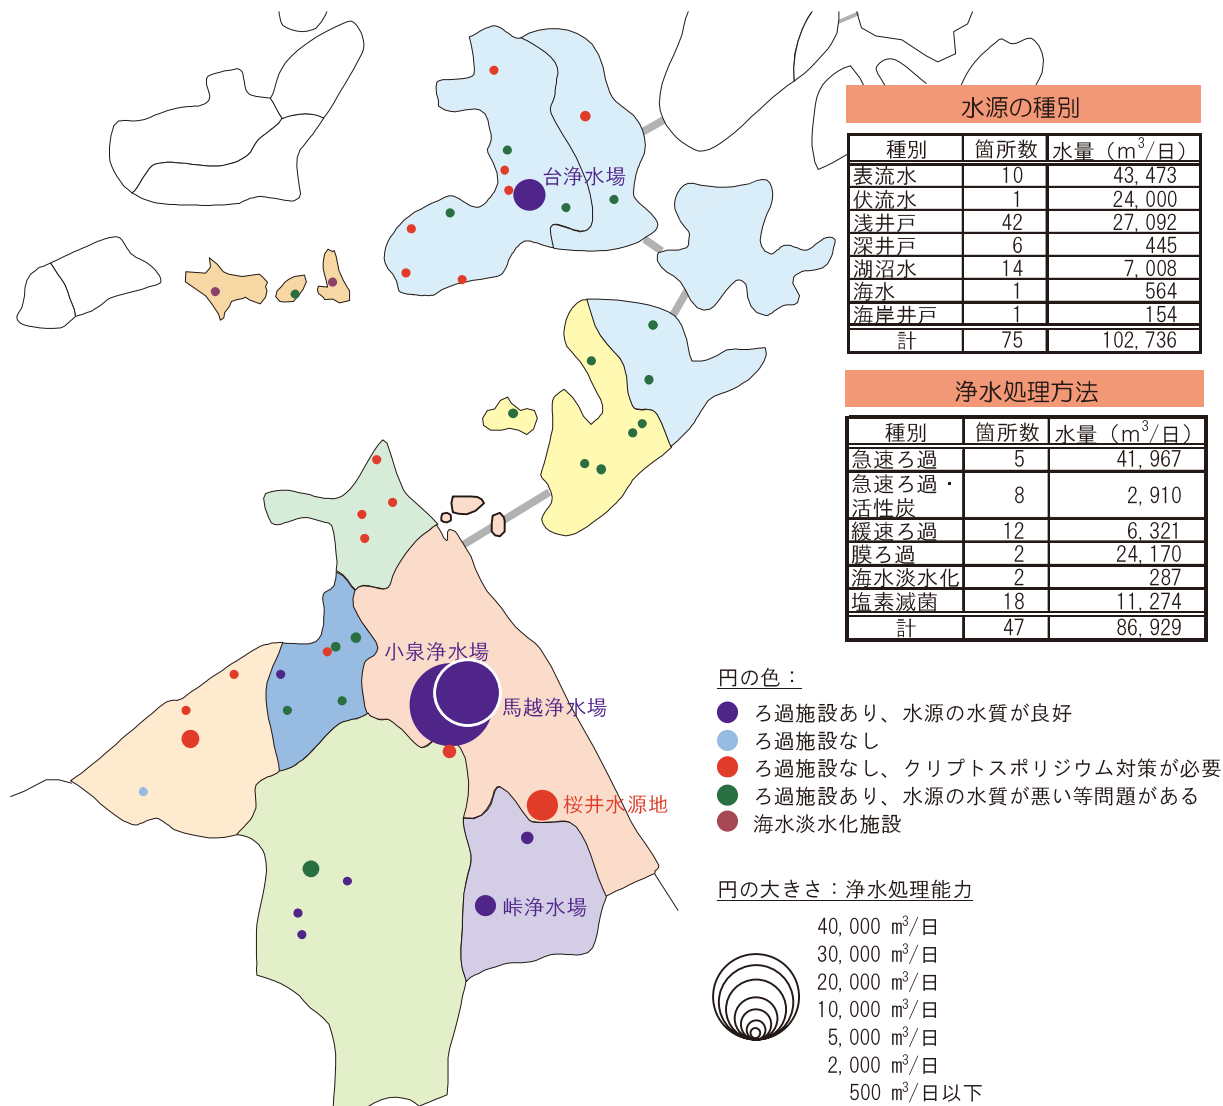 水源の種別
種別 箇所数 水量（m³/日）
表流水 10 43,473
伏流水 1 24,000
浅井戸 42 27,092
深井戸 6 445
湖沼水 14 7,008
海水 1 564
海岸井戸 1 154
計 75 102,736
浄水処理方法
種別 箇所数 水量（m³/日）
急速ろ過 5 41,967
急速ろ過・
活性炭 8 2,910
緩速ろ過 12 6,321
膜ろ過 2 24,170
海水淡水化 2 287
塩素滅菌 18 11,274
計 47 86,929
台浄水場
小泉浄水場
馬越浄水場
桜井水源地
峠浄水場
円の色：
ろ過施設あり、水源の水質が良好
ろ過施設なし
ろ過施設なし、クリプトスポリジウム対策が必要
ろ過施設あり、水源の水質が悪い等問題がある
海水淡水化施設
円の大きさ：浄水処理能力
40,000 m³/日
30,000 m³/日
20,000 m³/日
10,000 m³/日
5,000 m³/日
2,000 m³/日
500 m³/日以下